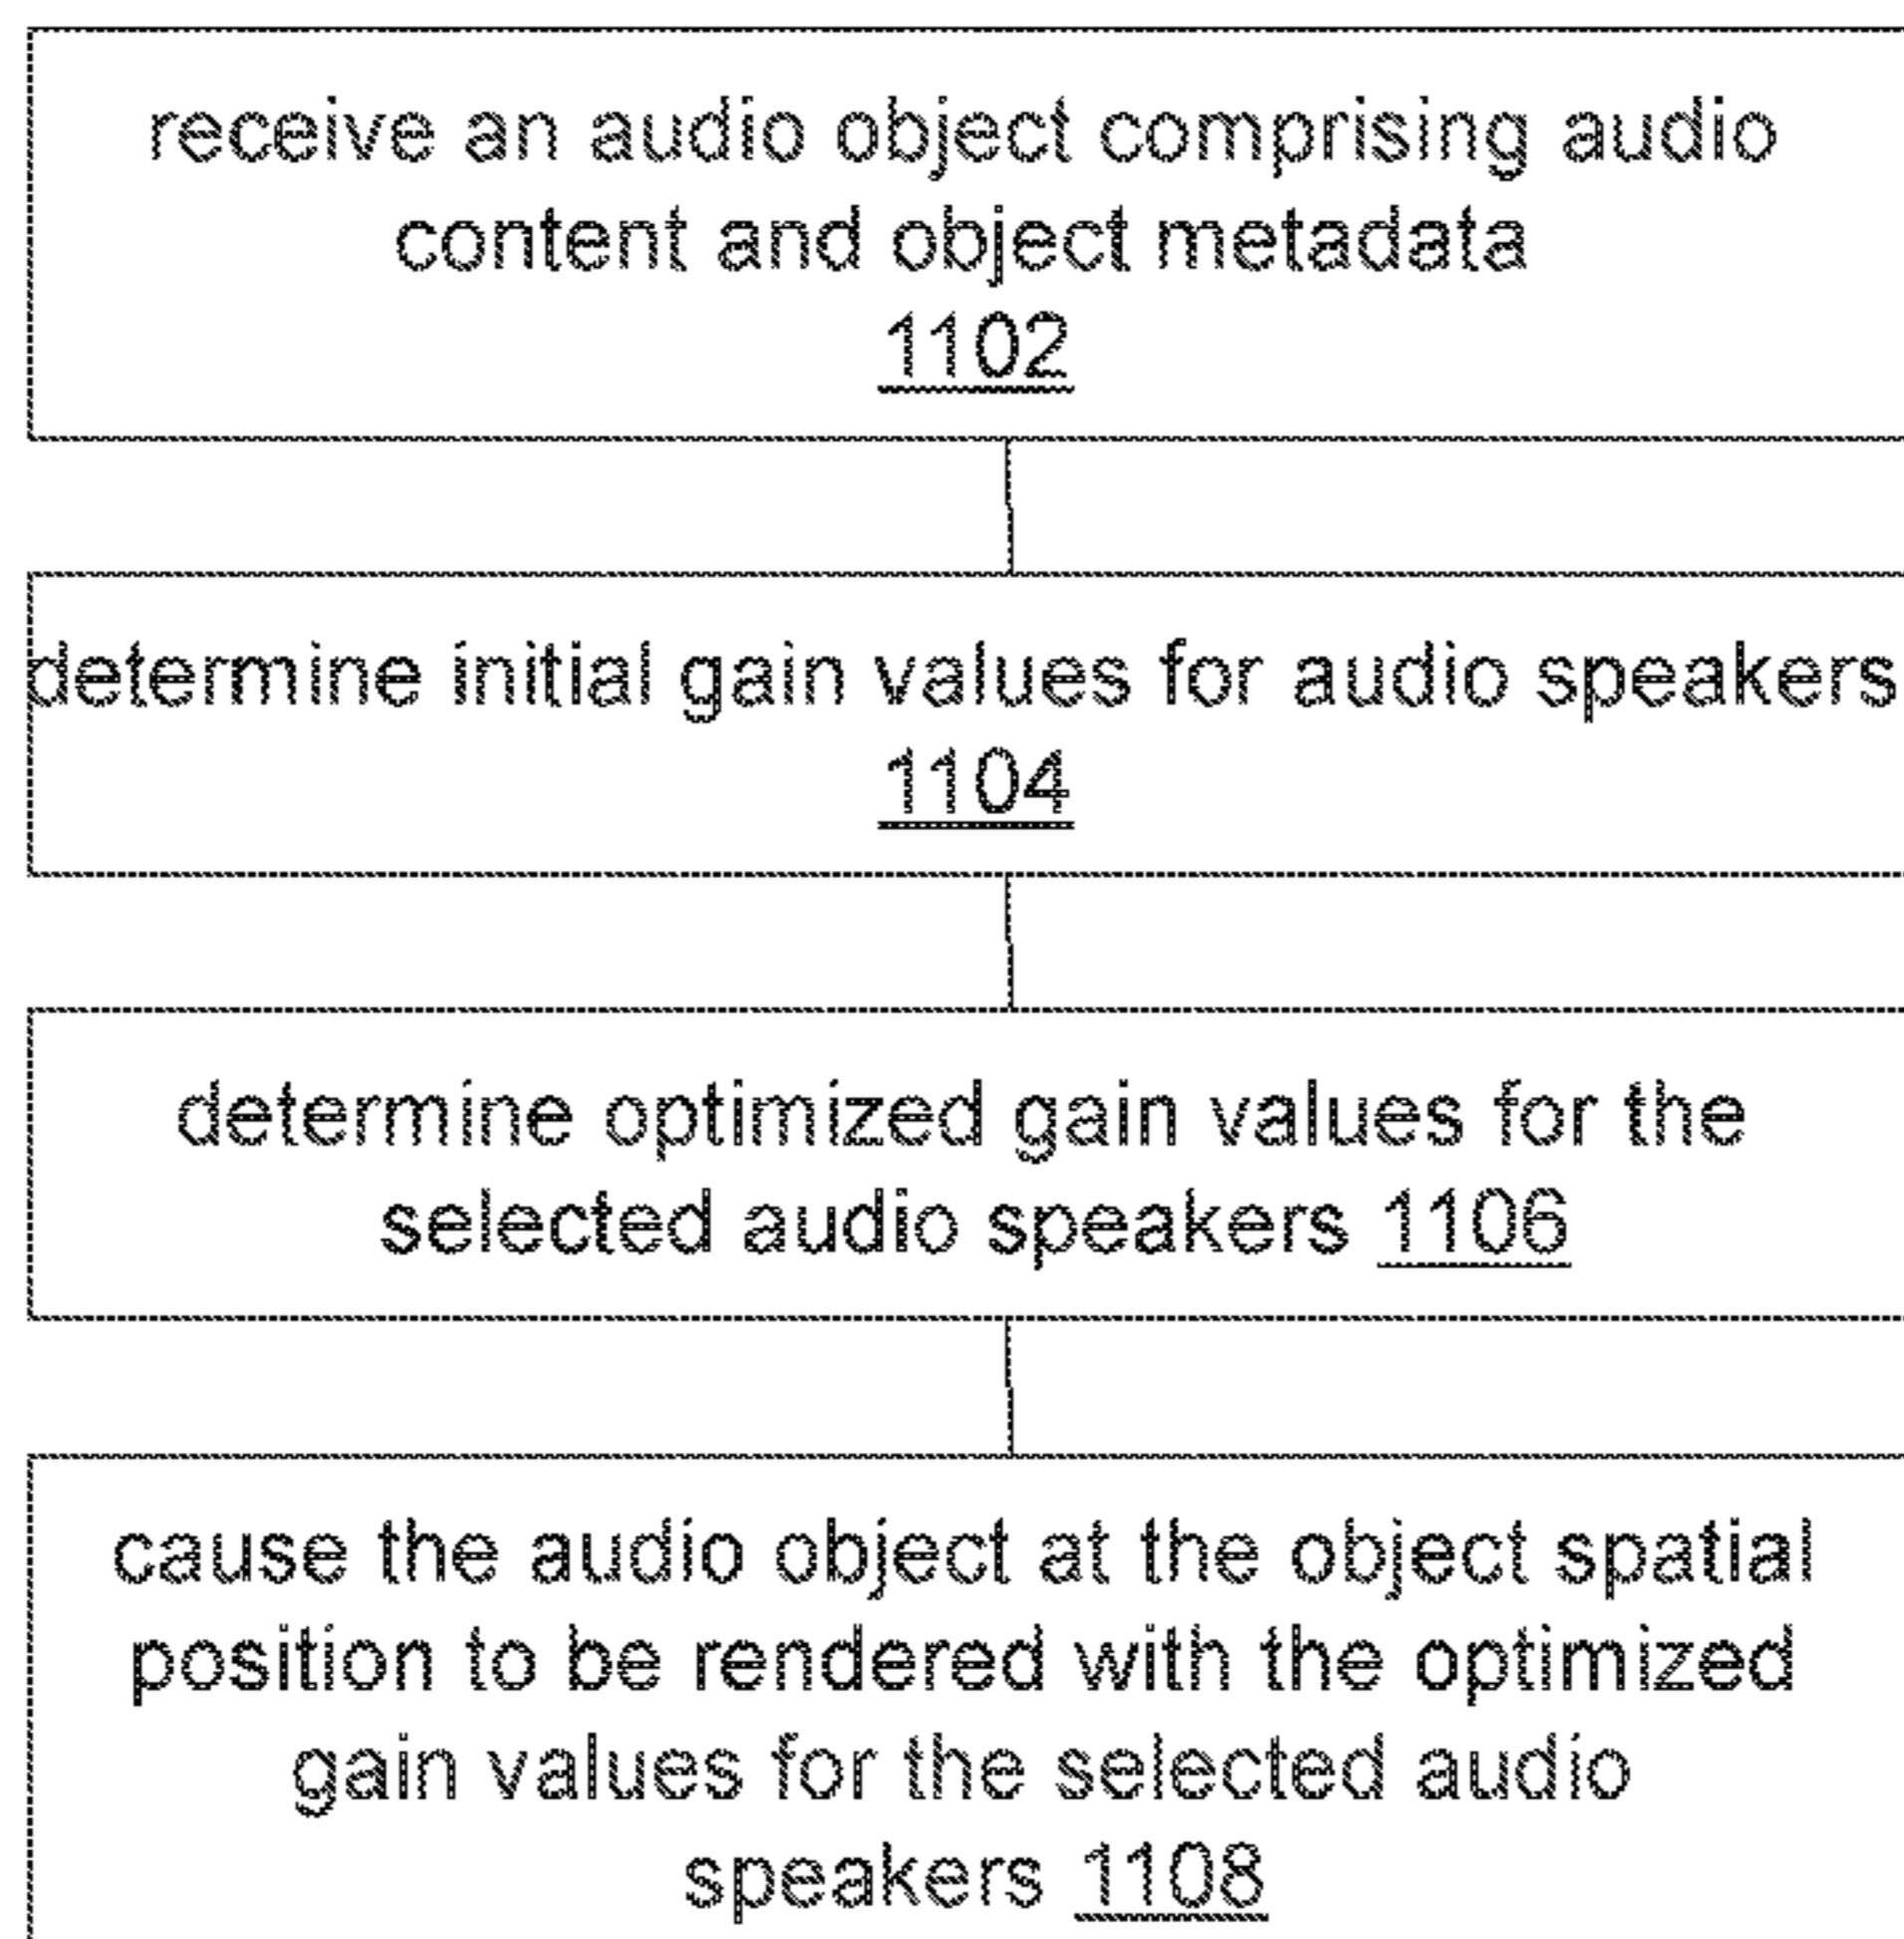 receive an audio object comprising audio
content and object metadata
1102
determine initial gain values for audio speakers
1104
determine optimized gain values for the
selected audio speakers 1106
cause the audio object at the object spatial
position to be rendered with the optimized
gain values for the selected audio
speakers 1108